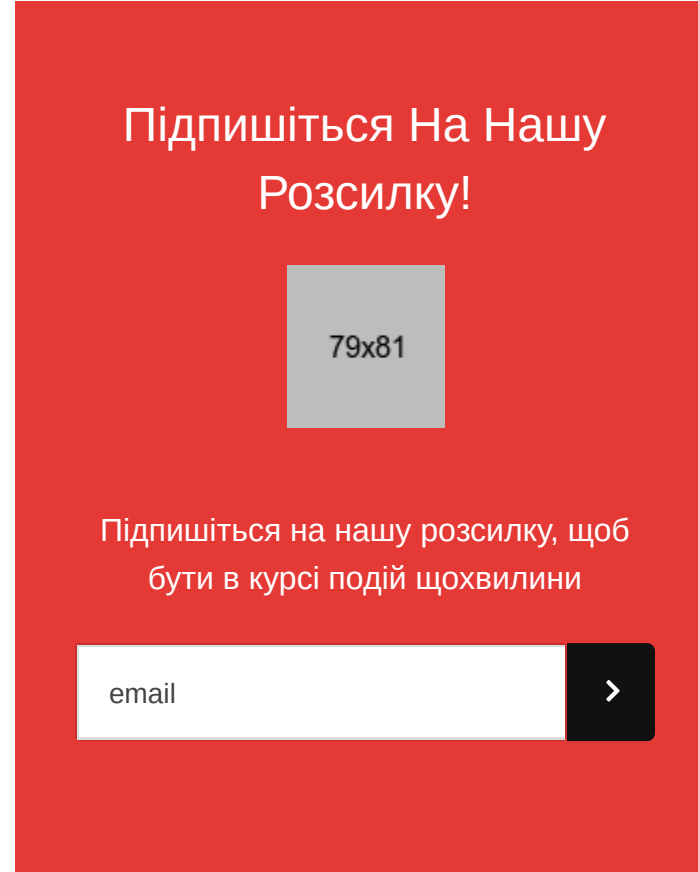 Підпишіться На Нашу
Розсилку!
79x81
Підпишіться на нашу розсилку, щоб
бути в курсі подій щохвилини
email